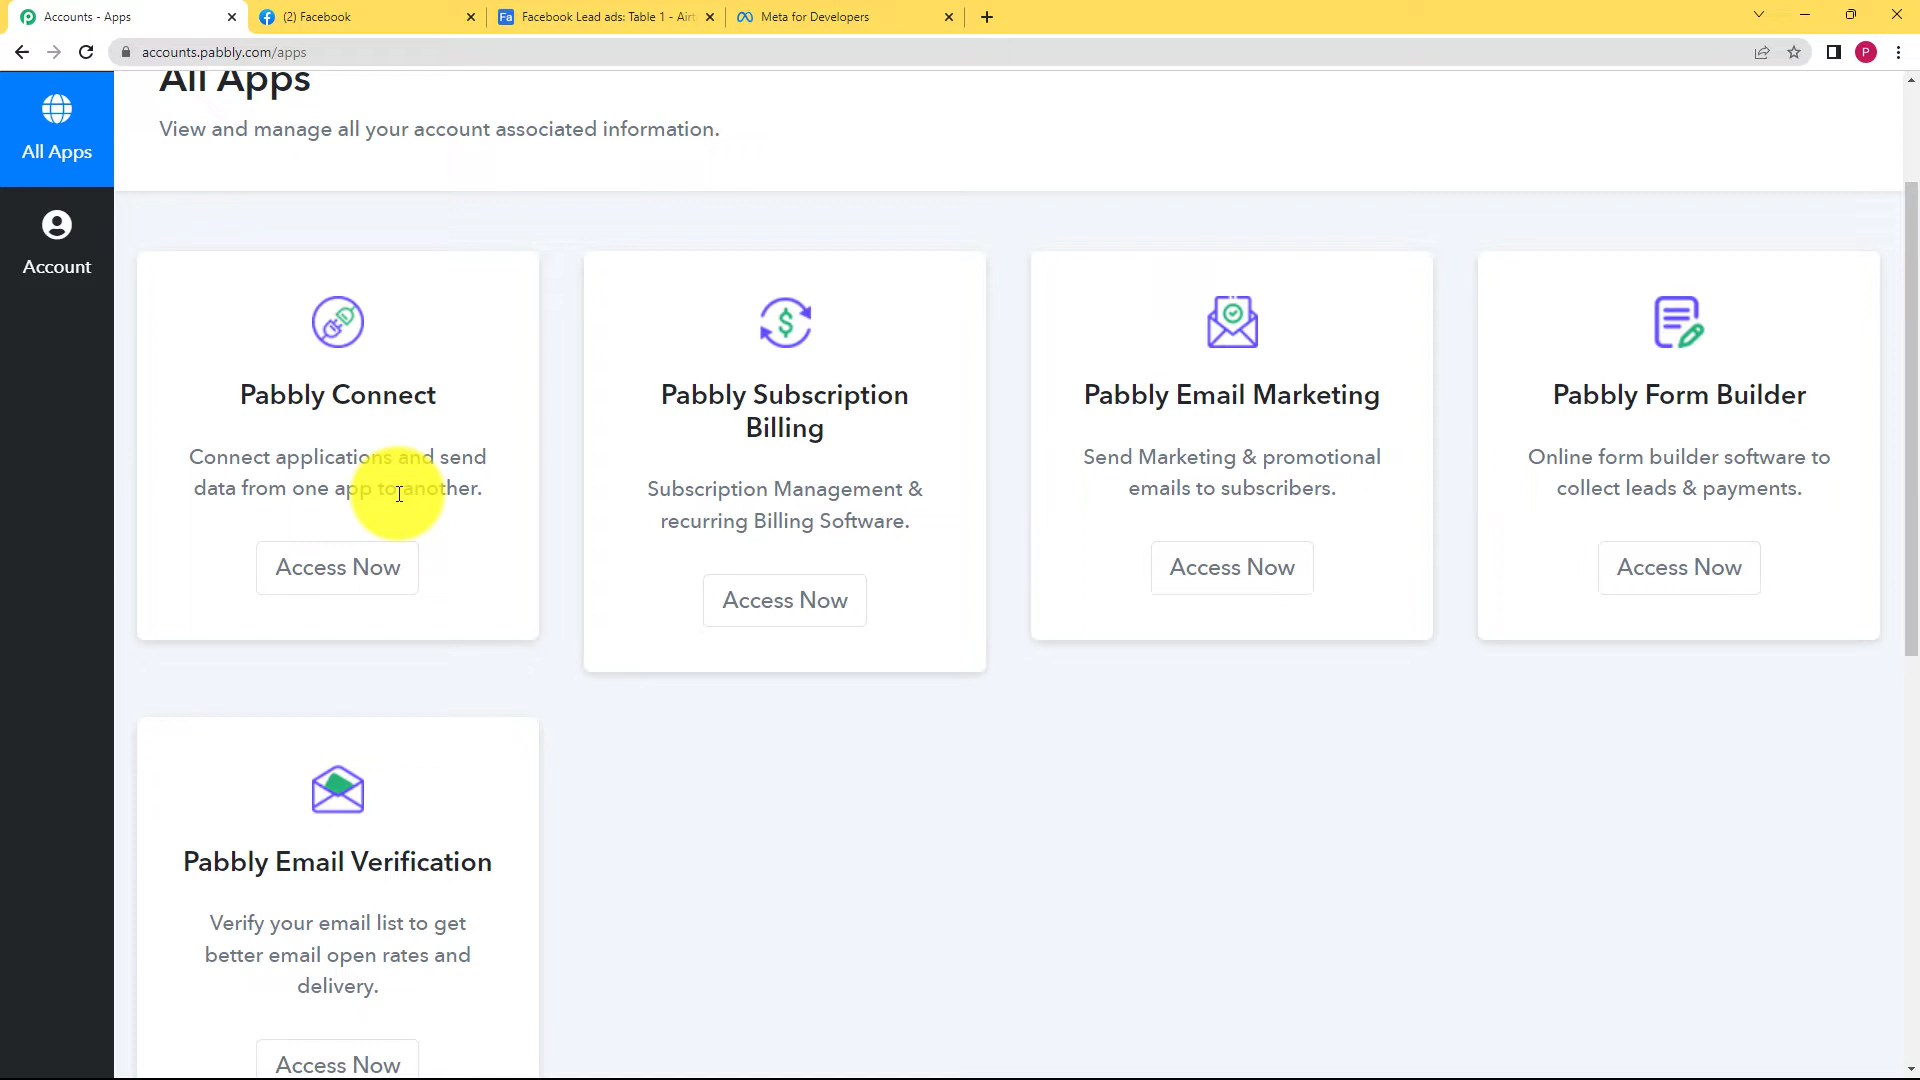 Accounts - Apps
(2) Facebook
Fa
Facebook Lead ads: Table 1 - Airt
Meta for Developers
accounts.pabbly.com/apps
P
All Apps
View and manage all your account associated information.
All Apps
Account
Pabbly Connect
Connect applications and send
data from one app to another.
Access Now
Pabbly Subscription
Billing
Subscription Management &
recurring Billing Software.
Access Now
Pabbly Email Marketing
Send Marketing & promotional
emails to subscribers.
Access Now
Pabbly Form Builder
Online form builder software to
collect leads & payments.
Access Now
Pabbly Email Verification
Verify your email list to get
better email open rates and
delivery.
Access Now